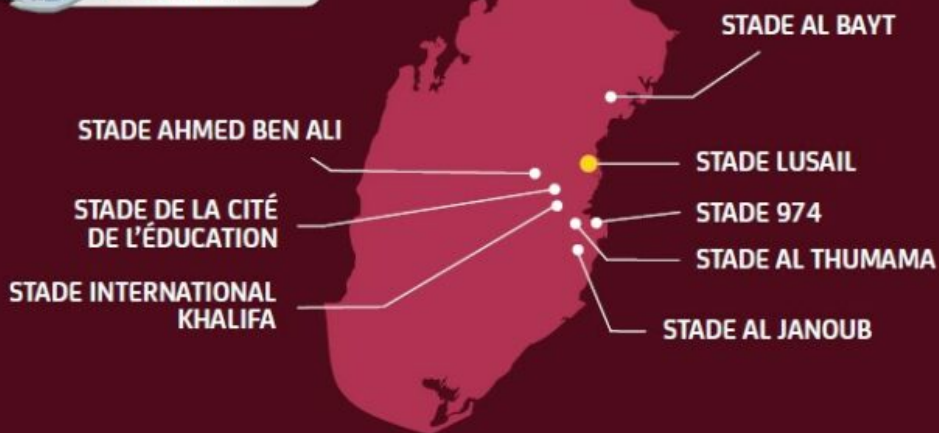 STADE AL BAYT
STADE AHMED BEN ALI
STADE LUSAIL
STADE DE LA CITÉ
DE L'ÉDUCATION
STADE 974
STADE AL THUMAMA
STADE INTERNATIONAL
KHALIFA
STADE AL JANOUB